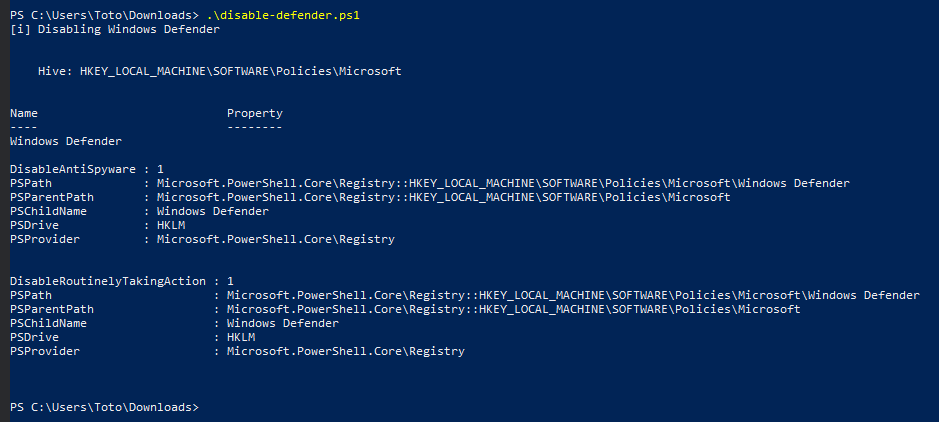 PS C:\Users\Toto\Downloads> .\disable-defender.ps1
[i] Disabling Windows Defender
Hive: HKEY_LOCAL_MACHINE\SOFTWARE\Policies\Microsoft
Name                           Property
----                           --------
Windows Defender
DisableAntiSpyware : 1
PSPath             : Microsoft.PowerShell.Core\Registry::HKEY_LOCAL_MACHINE\SOFTWARE\Policies\Microsoft\Windows Defender
PSParentPath       : Microsoft.PowerShell.Core\Registry::HKEY_LOCAL_MACHINE\SOFTWARE\Policies\Microsoft
PSChildName        : Windows Defender
PSDrive            : HKLM
PSProvider         : Microsoft.PowerShell.Core\Registry
DisableRoutinelyTakingAction : 1
PSPath                       : Microsoft.PowerShell.Core\Registry::HKEY_LOCAL_MACHINE\SOFTWARE\Policies\Microsoft\Windows Defender
PSParentPath                 : Microsoft.PowerShell.Core\Registry::HKEY_LOCAL_MACHINE\SOFTWARE\Policies\Microsoft
PSChildName                  : Windows Defender
PSDrive                      : HKLM
PSProvider                   : Microsoft.PowerShell.Core\Registry
PS C:\Users\Toto\Downloads>